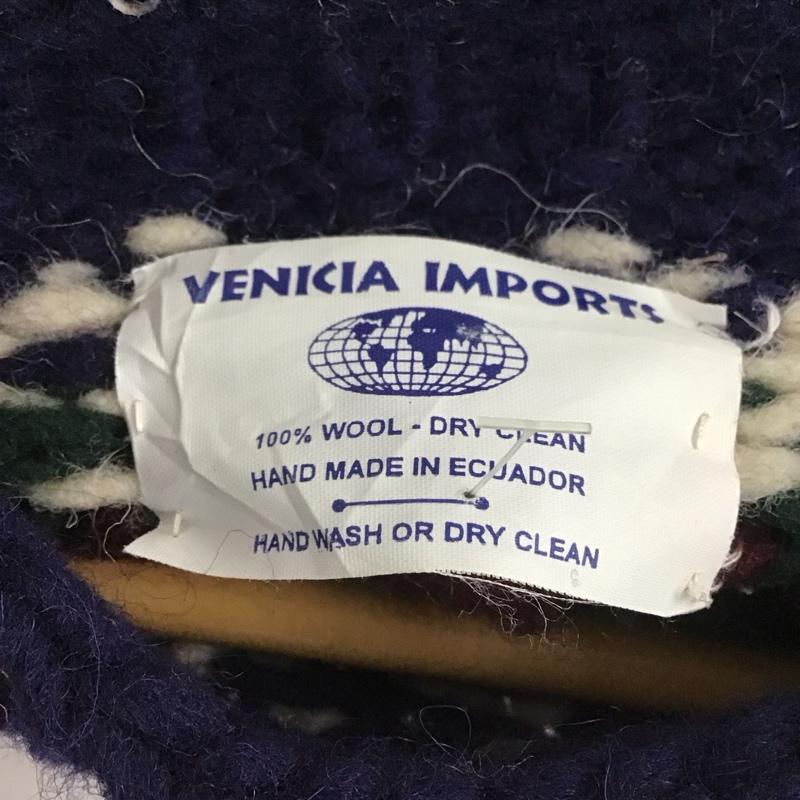 VENICIA IMPORTS
100% WOOL - DRY CLEAN
HAND MADE IN ECUADOR
HAND WASH OR DRY CLEAN